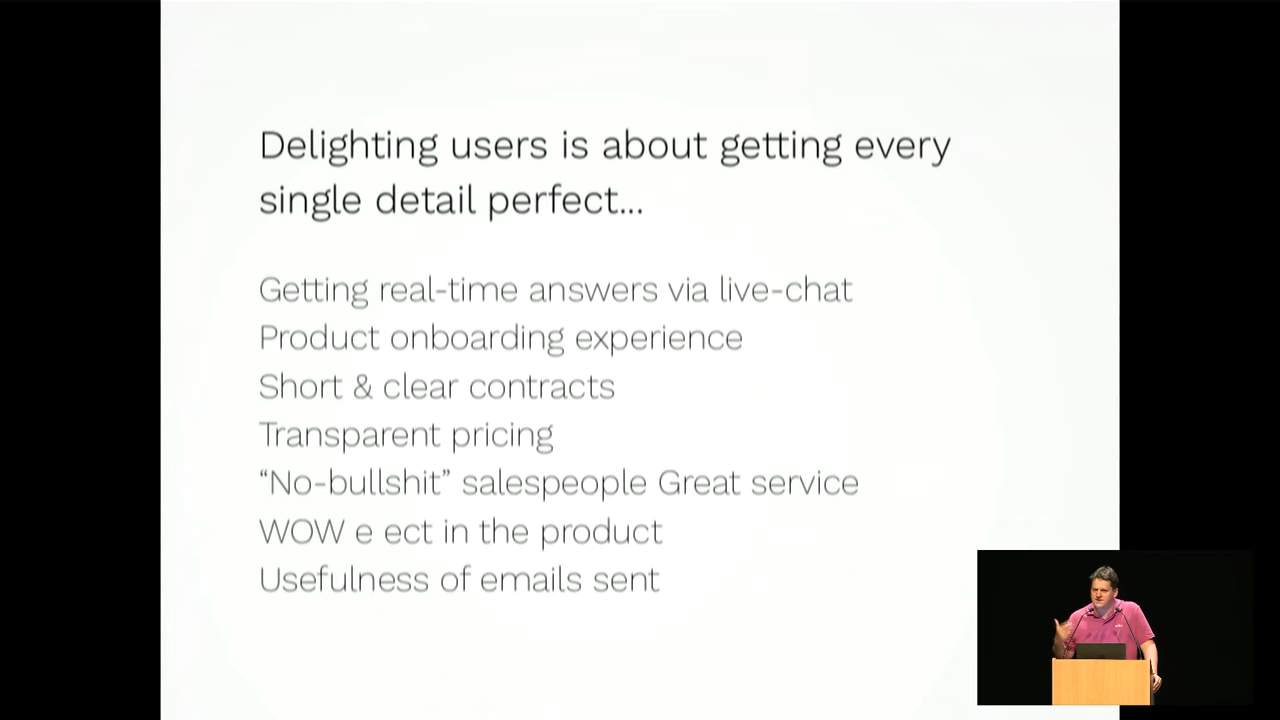 Delighting users is about getting every
single detail perfect...
Getting real-time answers via live-chat
Product onboarding experience
Short & clear contracts
Transparent pricing
“No-bullshit” salespeople Great service
WOW e ect in the product
Usefulness of emails sent